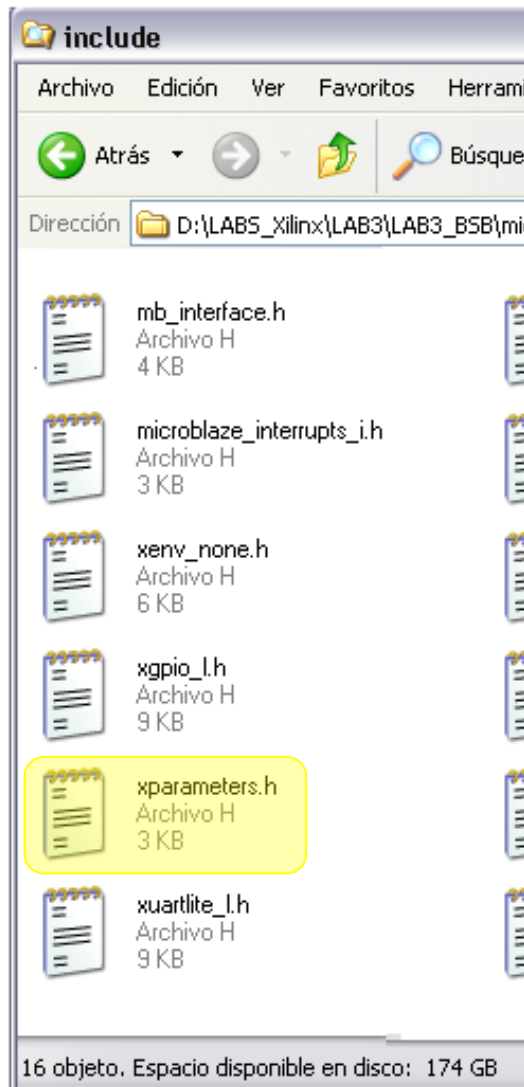 include
Archivo Edición Ver Favoritos Herrami
Atrás Búsque
Dirección D:\LABS_Xilinx\LAB3\LAB3_BSB\mi
mb_interface.h
Archivo H
4 KB
microblaze_interrupts_i.h
Archivo H
3 KB
xenv_none.h
Archivo H
6 KB
xgpio_l.h
Archivo H
9 KB
xparameters.h
Archivo H
3 KB
xuartlite_l.h
Archivo H
9 KB
16 objeto. Espacio disponible en disco: 174 GB